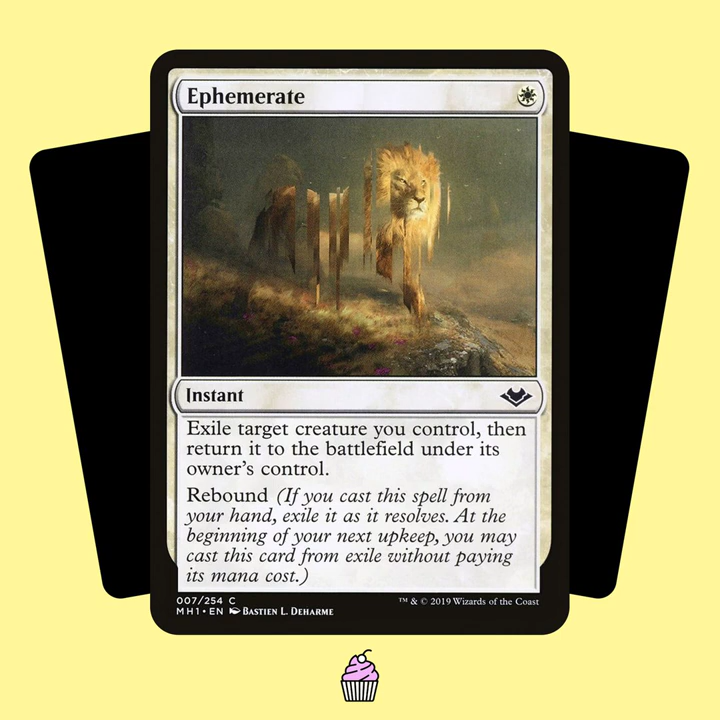 Ephemerate
Instant
Exile target creature you control, then
return it to the battlefield under its
owner's control.
Rebound (If you cast this spell from
your hand, exile it as it resolves. At the
beginning of your next upkeep, you may
cast this card from exile without paying
its mana cost.)
007/254 C
™ & © 2019 Wizards of the Coast
MH1 • EN Bastien L. Deharme